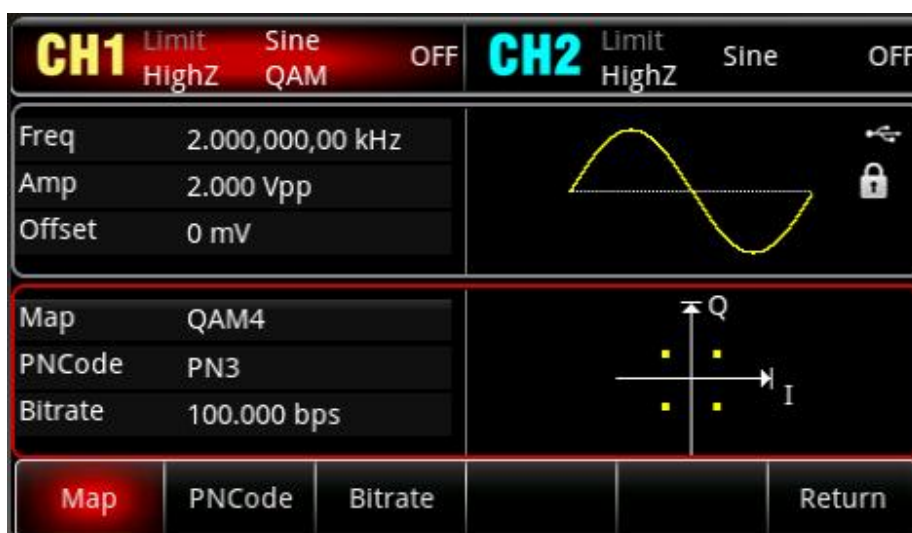 CH1 Limit Sine OFF CH2 Limit Sine OFF
HighZ QAM HighZ
Freq 2.000,000,00 kHz
Amp 2.000 Vpp
Offset 0 mV
Map QAM4 Q
PNCode PN3
Bitrate 100.000 bps I
Map PNCode Bitrate Return